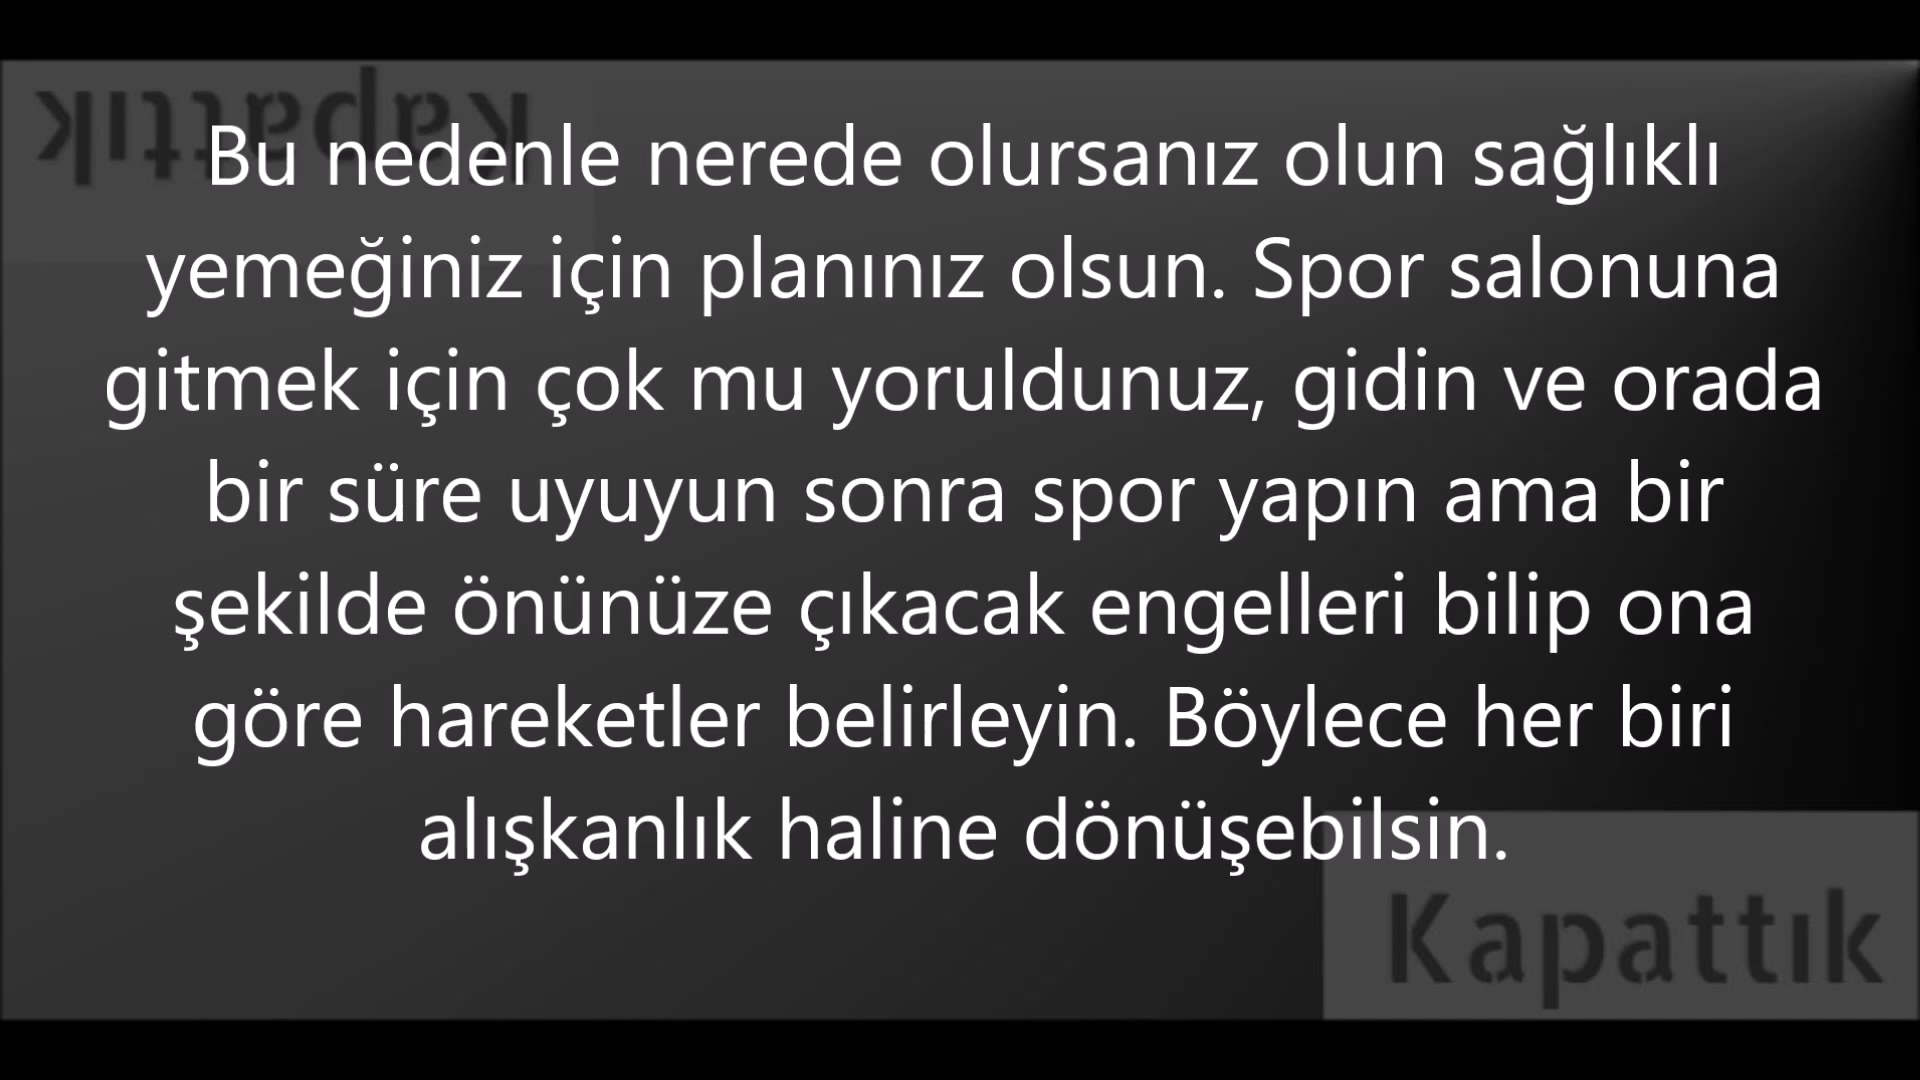 Kapattık
Bu nedenle nerede olursanız olun sağlıklı
yemeğiniz için planınız olsun. Spor salonuna
gitmek için çok mu yoruldunuz, gidin ve orada
bir süre uyuyun sonra spor yapın ama bir
şekilde önünüze çıkacak engelleri bilip ona
göre hareketler belirleyin. Böylece her biri
alışkanlık haline dönüşebilsin.
Kapattık